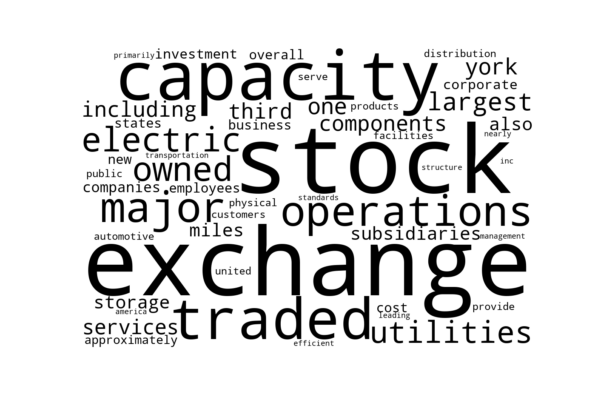 primarily investment overall distribution
capacity york
serve corporate
including third one products largest
states business components also
electric facilities nearly
new transportation stock
public owned structure inc
companies employees standards
major physical operations
customers
miles subsidiaries
automotive management
exchange
united
storage cost provide
america traded leading
services utilities
approximately efficient